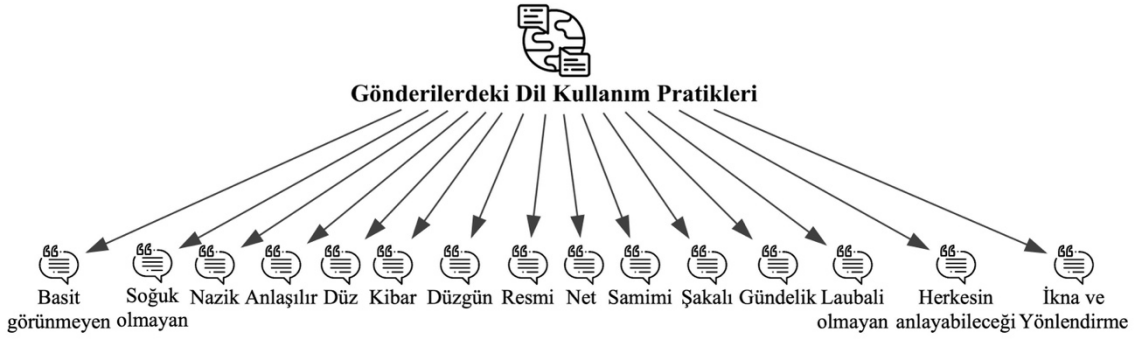 Gönderilerdeki Dil Kullanım Pratikleri
Basit görünmeyen
Soğuk olmayan
Nazik
Anlaşılır
Düz
Kibar
Düzgün
Resmi
Net
Samimi
Şakalı
Gündelik
Laubali olmayan
Herkesin anlayabileceği
İkna ve Yönlendirme